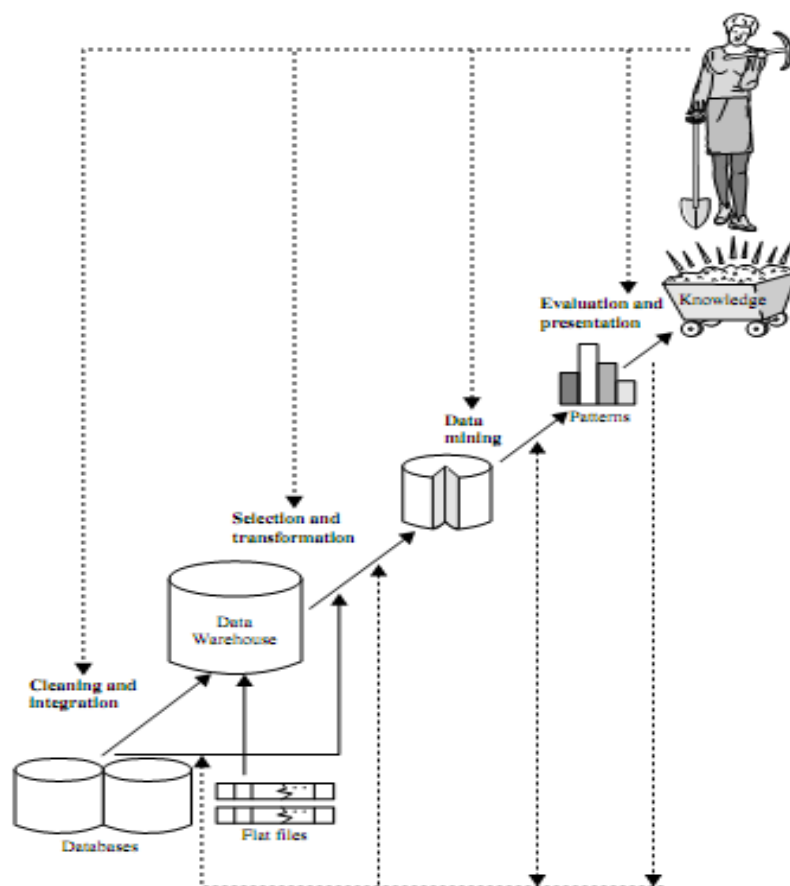 Evaluation and
presentation
Knowledge
Patterns
Data
mining
Selection and
transformation
Data
Warehouse
Cleaning and
integration
Flat files
Databases